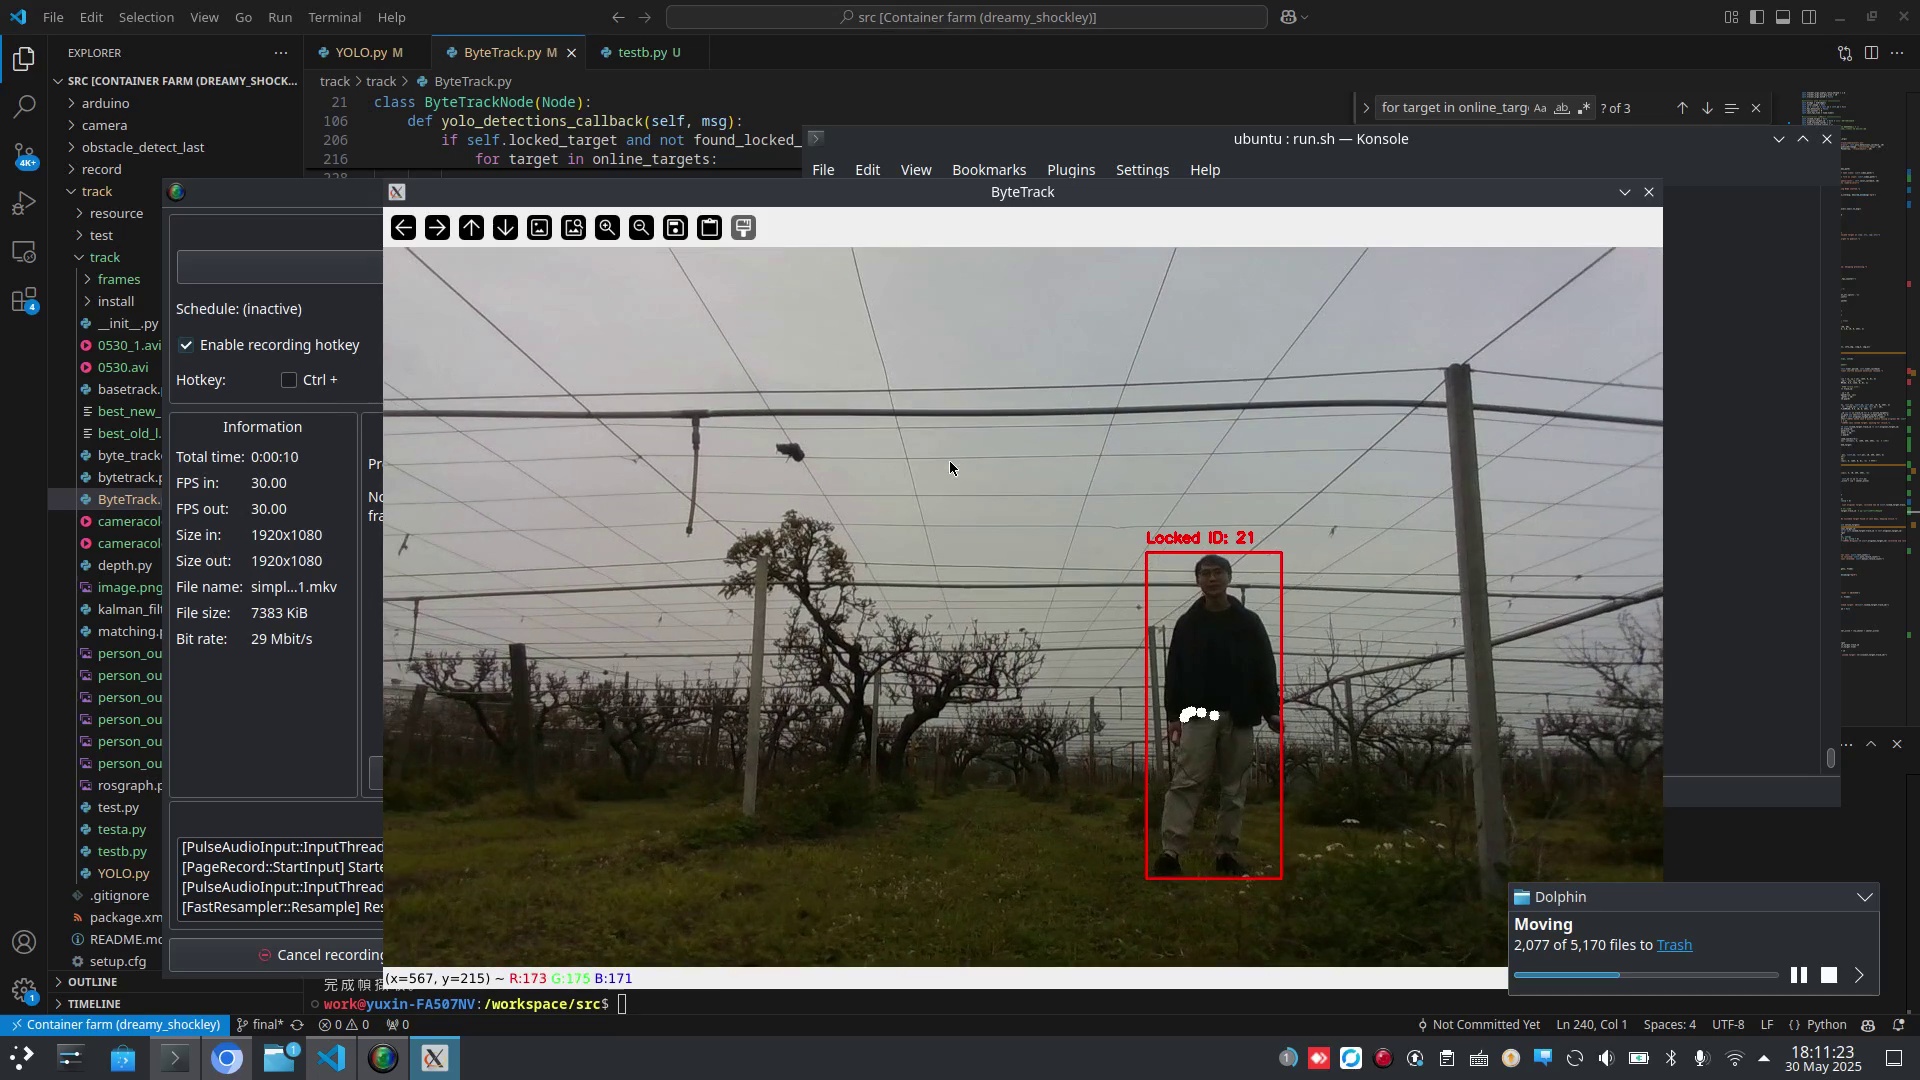 File Edit Selection View Go Run Terminal Help
src [Container farm (dreamy_shockley)]
EXPLORER
YOLO.py M
ByteTrack.py M
testb.py U
SRC [CONTAINER FARM (DREAMY_SHOCK...
track > track > ByteTrack.py
arduino
camera
obstacle_detect_last
record
track
resource
test
track
frames
install
__init__.py
0530_1.avi
0530.avi
basetrack.
best_new_
best_old_l.
byte_track
bytetrack.p
ByteTrack.
cameracol
cameracol
depth.py
image.png
kalman_filt
matching.p
person_ou
person_ou
person_ou
person_ou
person_ou
person_ou
rosgraph.p
test.py
testa.py
testb.py
YOLO.py
.gitignore
package.xm
README.md
setup.cfg
OUTLINE
TIMELINE
4K+
4
1
21 class ByteTrackNode(Node):
106 def yolo_detections_callback(self, msg):
206 if self.locked_target and not found_locked_
216 for target in online_targets:
for target in online_targ
Aa ab
? of 3
ubuntu : run.sh — Konsole
File Edit View Bookmarks Plugins Settings Help
ByteTrack
Schedule: (inactive)
Enable recording hotkey
Hotkey: Ctrl +
Information
Total time: 0:00:10
FPS in: 30.00
FPS out: 30.00
Size in: 1920x1080
Size out: 1920x1080
File name: simpl...1.mkv
File size: 7383 KiB
Bit rate: 29 Mbit/s
Pr
No
fra
[PulseAudioInput::InputThread
[PageRecord::StartInput] Starte
[PulseAudioInput::InputThread
[FastResampler::Resample] Res
Cancel recording
Locked ID: 21
(x=567, y=215) ~ R:173 G:175 B:171
work@yuxin-FA507NV:/workspace/src$
Dolphin
Moving
2,077 of 5,170 files to Trash
Container farm (dreamy_shockley)
final*
0 0
0
Not Committed Yet
Ln 240, Col 1
Spaces: 4
UTF-8
LF
{} Python
1
1
18:11:23
30 May 2025